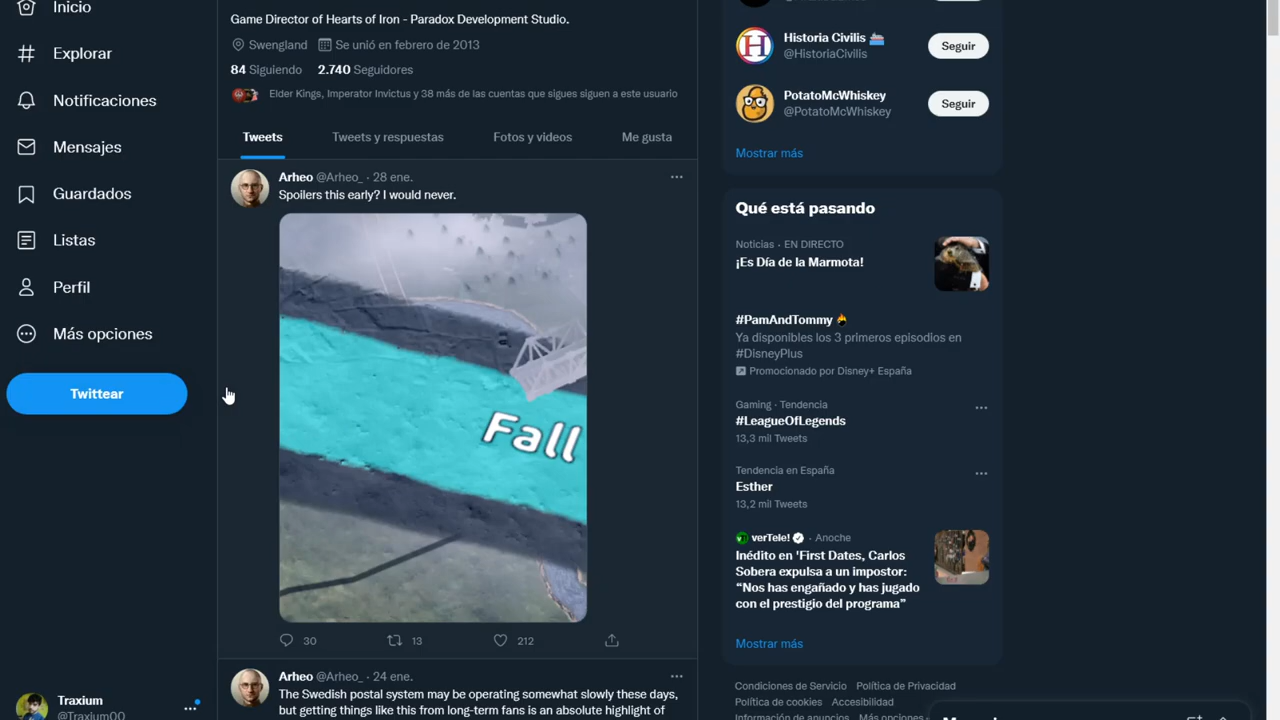 Inicio
Explorar
Notificaciones
Mensajes
Guardados
Listas
Perfil
Más opciones
Twittear
Traxium
@Traxium00
Game Director of Hearts of Iron - Paradox Development Studio.
Swengland Se unió en febrero de 2013
84 Siguiendo 2.740 Seguidores
Elder Kings, Imperator Invictus y 38 más de las cuentas que sigues siguen a este usuario
Tweets Tweets y respuestas Fotos y videos Me gusta
Arheo @Arheo_ · 28 ene.
Spoilers this early? I would never.
Fall
30 13 212
Arheo @Arheo_ · 24 ene.
The Swedish postal system may be operating somewhat slowly these days,
but getting things like this from long-term fans is an absolute highlight of
Historia Civilis
@HistoriaCivilis
Seguir
PotatoMcWhiskey
@PotatoMcWhiskey
Seguir
Mostrar más
Qué está pasando
Noticias · EN DIRECTO
¡Es Día de la Marmota!
#PamAndTommy
Ya disponibles los 3 primeros episodios en
#DisneyPlus
Promocionado por Disney+ España
Gaming · Tendencia
#LeagueOfLegends
13,3 mil Tweets
Tendencia en España
Esther
13,2 mil Tweets
verTele! · Anoche
Inédito en 'First Dates, Carlos
Sobera expulsa a un impostor:
“Nos has engañado y has jugado
con el prestigio del programa”
Mostrar más
Condiciones de Servicio Política de Privacidad
Política de cookies Accesibilidad
Información de anuncios Más opciones